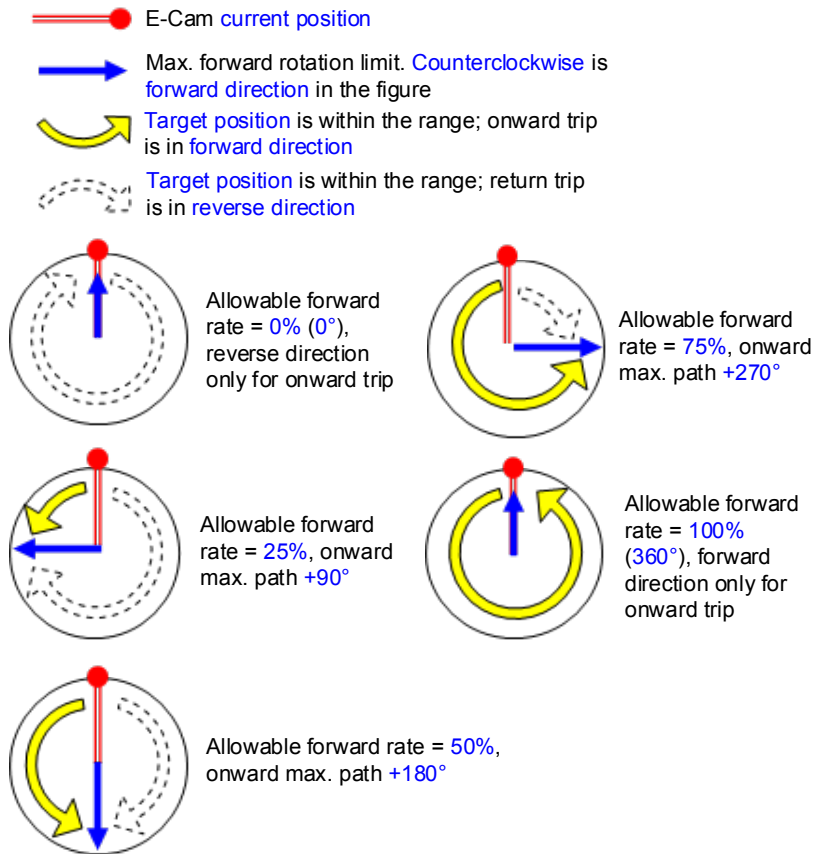 E-Cam current position
Max. forward rotation limit. Counterclockwise is
forward direction in the figure
Target position is within the range; onward trip
is in forward direction
Target position is within the range; return trip
is in reverse direction
Allowable forward
rate = 0% (0°),
reverse direction
only for onward trip
Allowable forward
rate = 75%, onward
max. path +270°
Allowable forward
rate = 25%, onward
max. path +90°
Allowable forward
rate = 100%
(360°), forward
direction only for
onward trip
Allowable forward rate = 50%,
onward max. path +180°